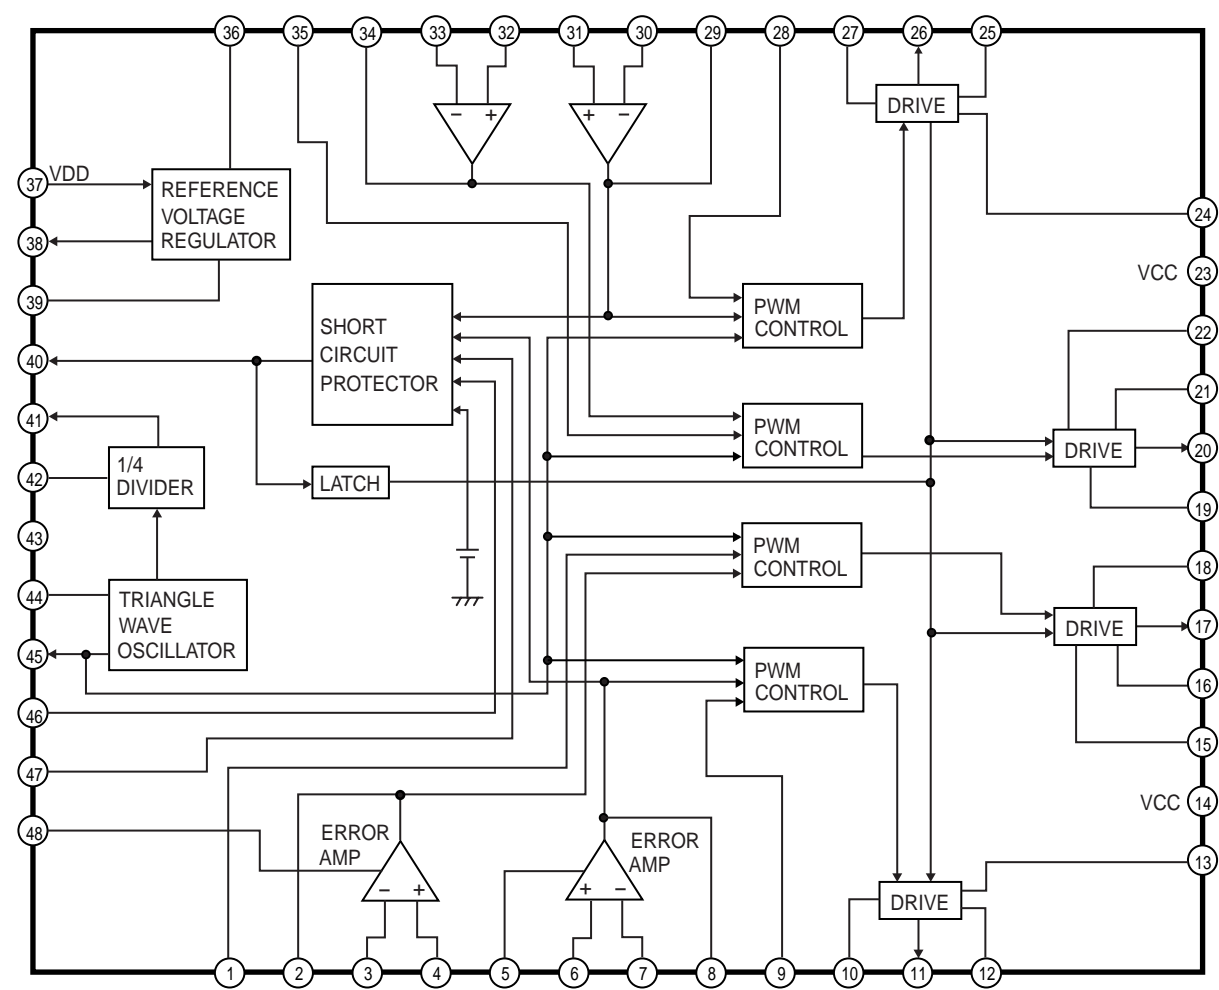 36 35 34 33 32 31 30 29 28 27 26 25
− + + −
DRIVE
37 VDD
REFERENCE
VOLTAGE
REGULATOR
38
39
24
VCC 23
PWM
CONTROL
SHORT
CIRCUIT
PROTECTOR
40
22
21
41
PWM
CONTROL
DRIVE
20
1/4
DIVIDER
42
LATCH
19
43
PWM
CONTROL
18
44
TRIANGLE
WAVE
OSCILLATOR
DRIVE
17
45
PWM
CONTROL
16
46
15
47
VCC 14
48
ERROR
AMP
− +
ERROR
AMP
+ −
13
DRIVE
1 2 3 4 5 6 7 8 9 10 11 12